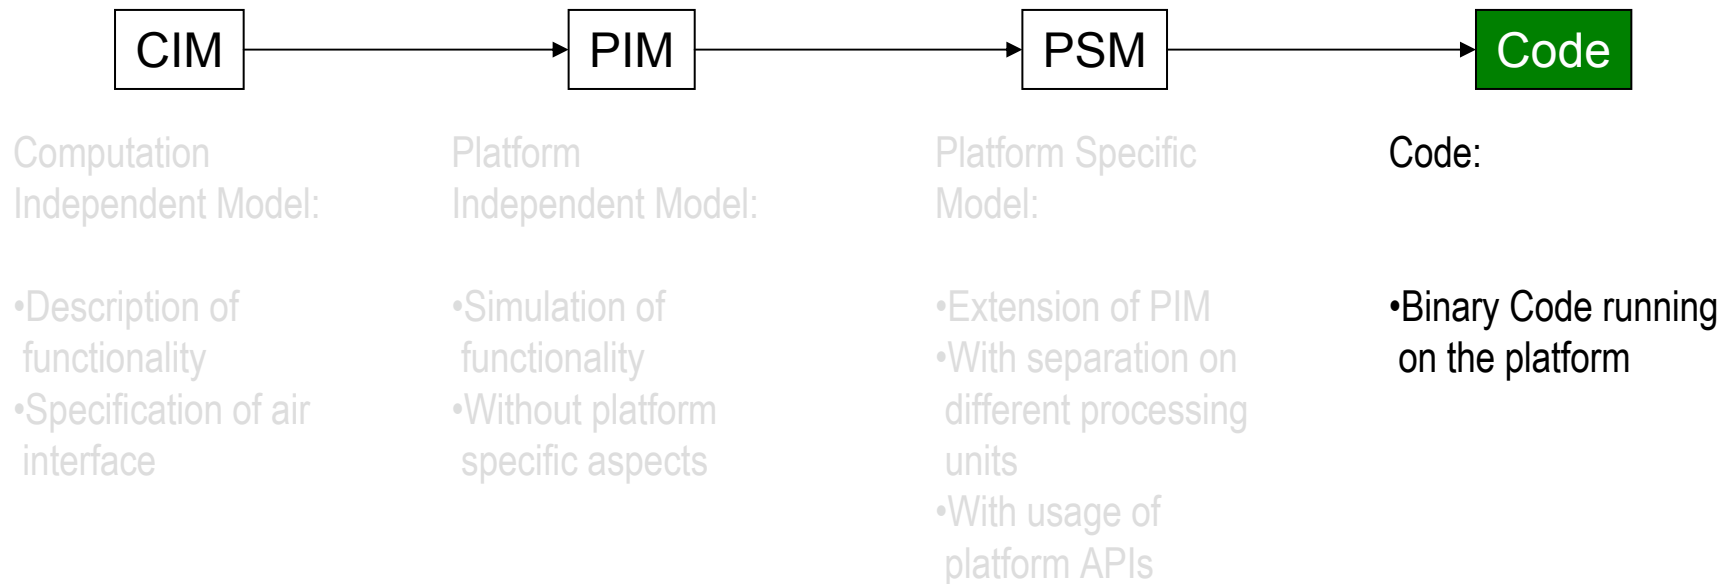 CIM
PIM
PSM
Code
Computation
Independent Model:
•Description of
functionality
•Specification of air
interface
Platform
Independent Model:
•Simulation of
functionality
•Without platform
specific aspects
Platform Specific
Model:
•Extension of PIM
•With separation on
different processing
units
•With usage of
platform APIs
Code:
•Binary Code running
on the platform